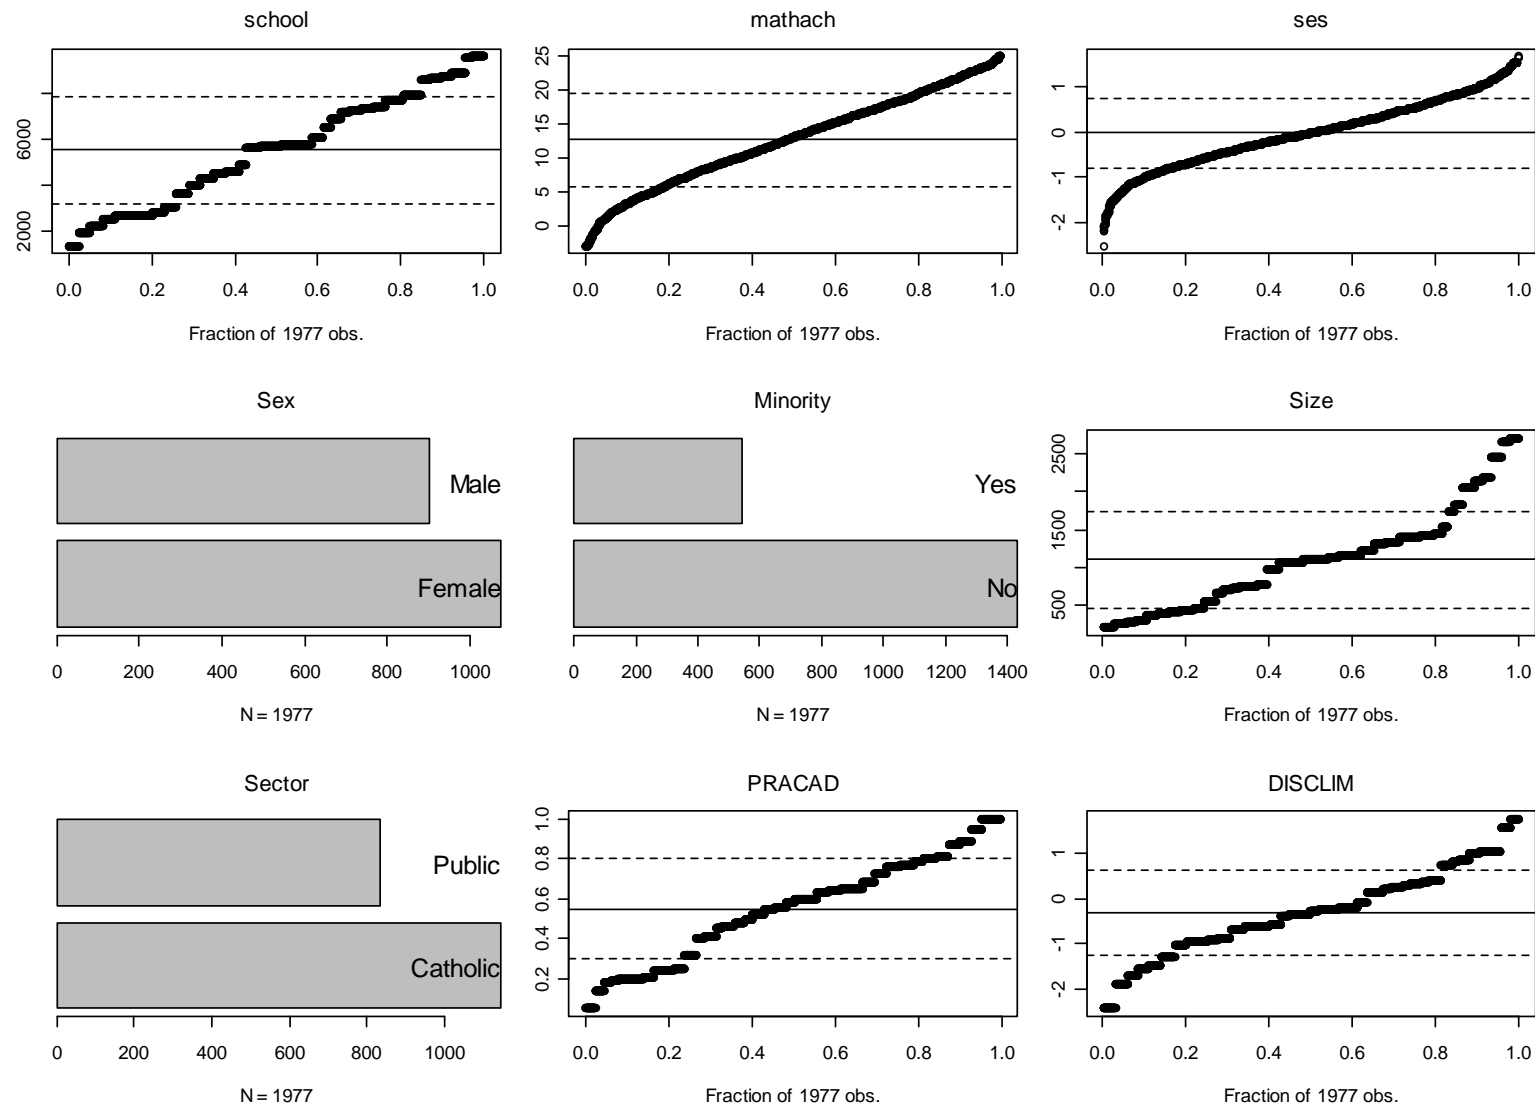 school
2000 6000
0.0 0.2 0.4 0.6 0.8 1.0
Fraction of 1977 obs.
mathach
0 5 10 15 20 25
0.0 0.2 0.4 0.6 0.8 1.0
Fraction of 1977 obs.
ses
-2 -1 0 1
0.0 0.2 0.4 0.6 0.8 1.0
Fraction of 1977 obs.
Sex
Male
Female
0 200 400 600 800 1000
N = 1977
Minority
Yes
No
0 200 400 600 800 1000 1200 1400
N = 1977
Size
500 1500 2500
0.0 0.2 0.4 0.6 0.8 1.0
Fraction of 1977 obs.
Sector
Public
Catholic
0 200 400 600 800 1000
N = 1977
PRACAD
0.2 0.4 0.6 0.8 1.0
0.0 0.2 0.4 0.6 0.8 1.0
Fraction of 1977 obs.
DISCLIM
-2 -1 0 1
0.0 0.2 0.4 0.6 0.8 1.0
Fraction of 1977 obs.